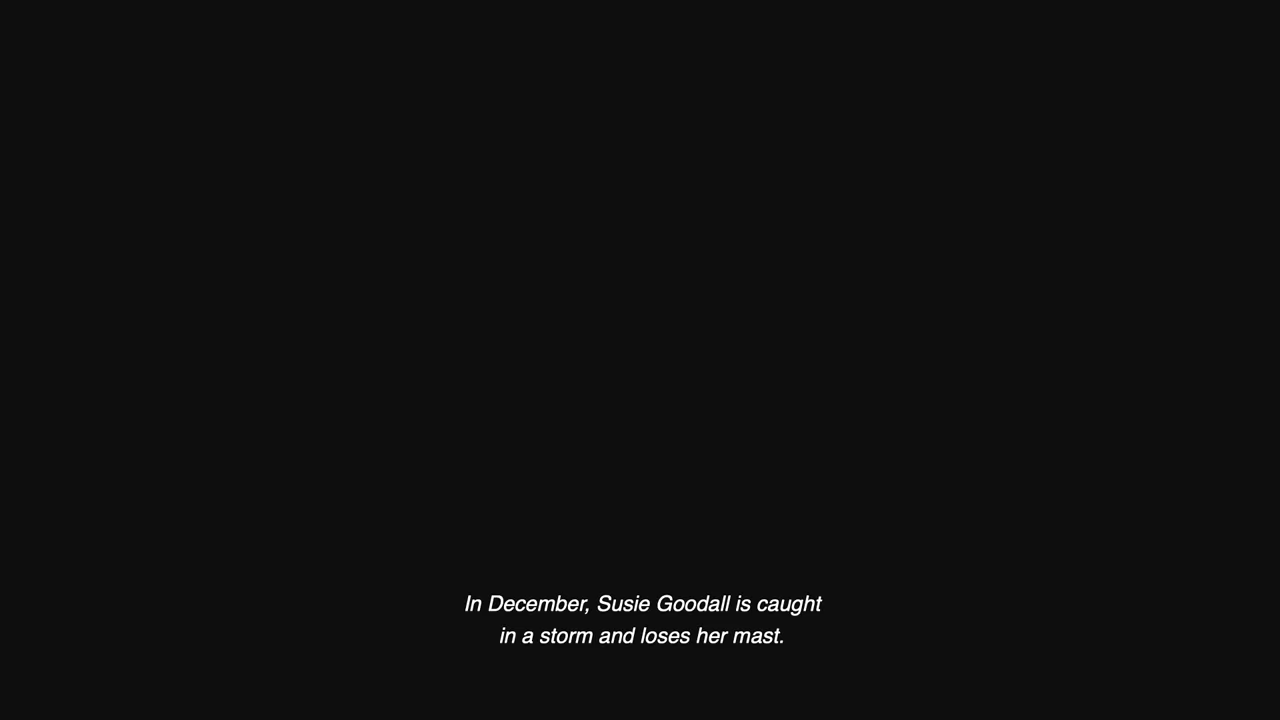 In December, Susie Goodall is caught
in a storm and loses her mast.